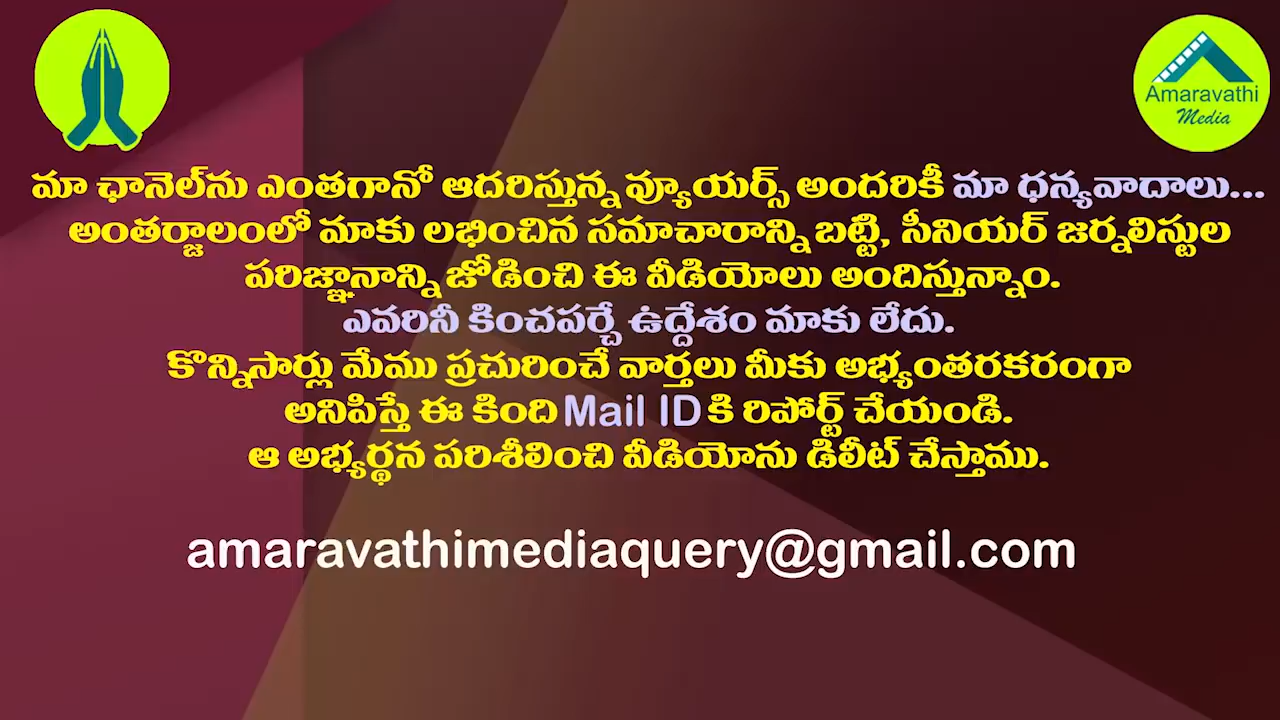 Amaravathi
Media
మా ఛానెల్‌ను ఎంతగానో ఆదరిస్తున్న వ్యూయర్స్ అందరికీ మా ధన్యవాదాలు...
అంతర్జాలంలో మాకు లభించిన సమాచారాన్ని బట్టి, సీనియర్ జర్నలిస్టుల
పరిజ్ఞానాన్ని జోడించి ఈ వీడియోలు అందిస్తున్నాం.
ఎవరినీ కించపర్చే ఉద్దేశం మాకు లేదు.
కొన్నిసార్లు మేము ప్రచురించే వార్తలు మీకు అభ్యంతరకరంగా
అనిపిస్తే ఈ కింది Mail ID కి రిపోర్ట్ చేయండి.
ఆ అభ్యర్థన పరిశీలించి వీడియోను డిలీట్ చేస్తాము.
amaravathimediaquery@gmail.com